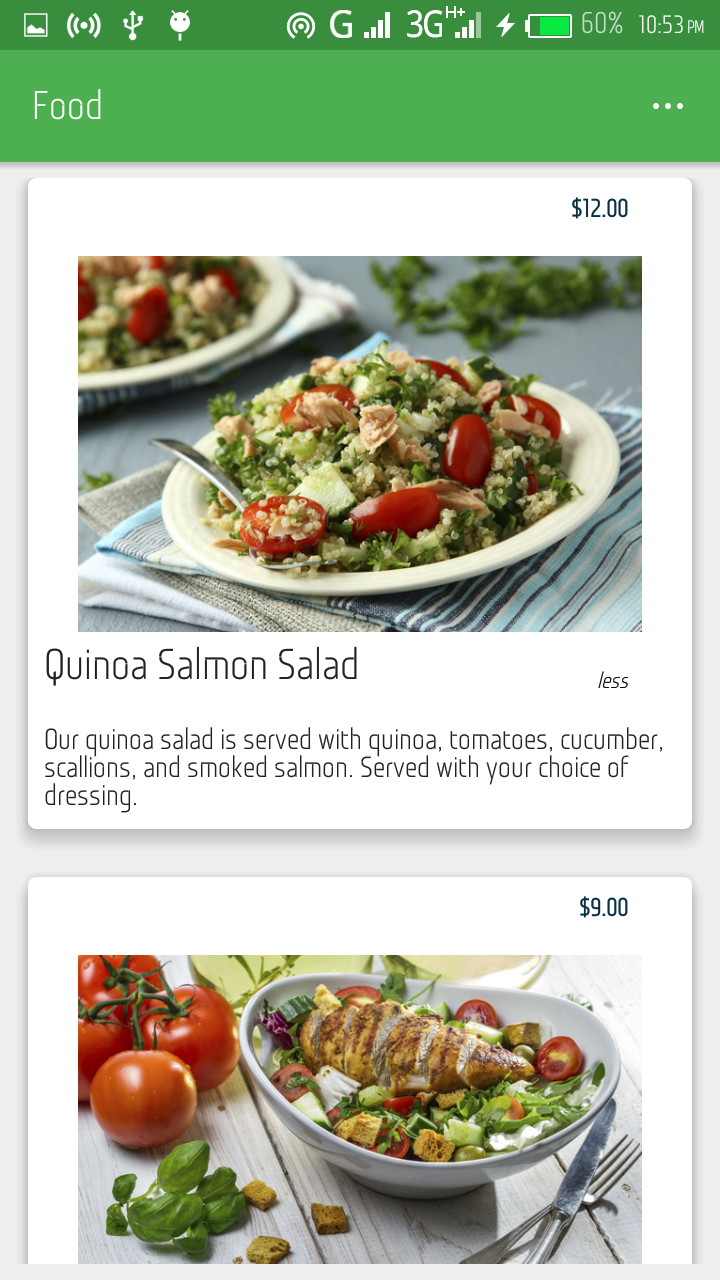 G 3G H+ 60% 10:53 PM
Food
$12.00
Quinoa Salmon Salad
less
Our quinoa salad is served with quinoa, tomatoes, cucumber,
scallions, and smoked salmon. Served with your choice of
dressing.
$9.00